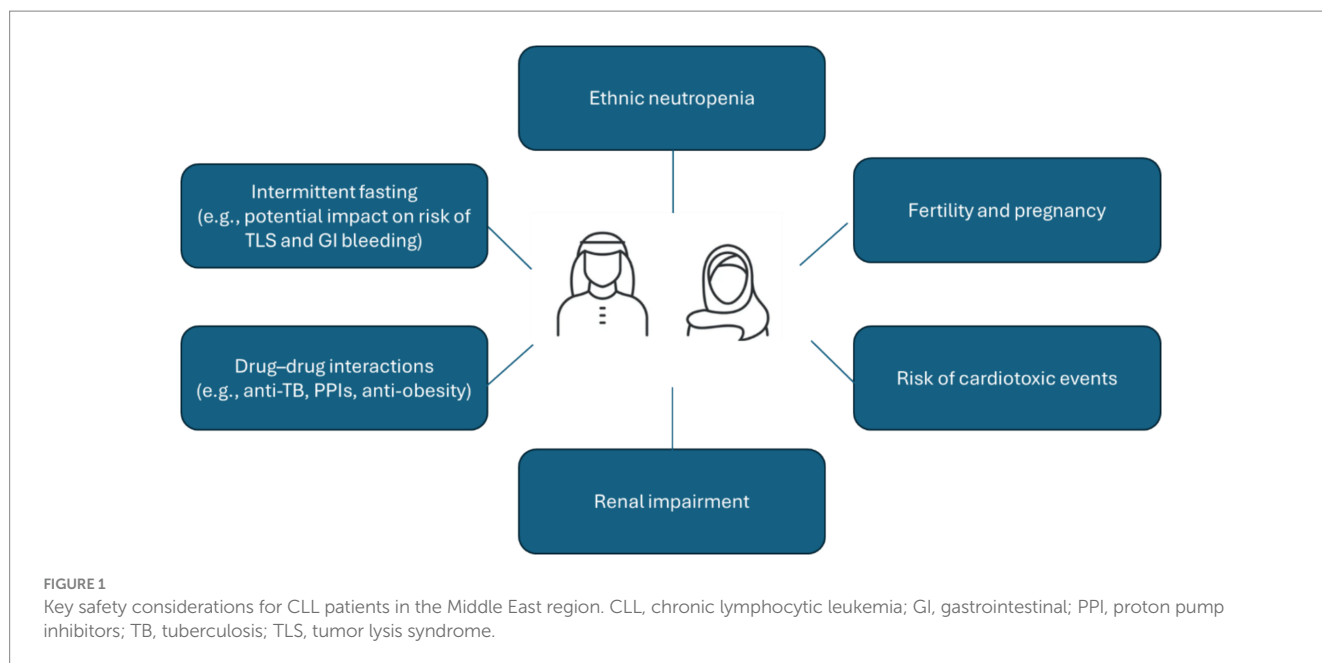 Ethnic neutropenia
Intermittent fasting
(e.g., potential impact on risk of
TLS and GI bleeding)
Fertility and pregnancy
Drug–drug interactions
(e.g., anti-TB, PPIs, anti-obesity)
Risk of cardiotoxic events
Renal impairment
FIGURE 1
Key safety considerations for CLL patients in the Middle East region. CLL, chronic lymphocytic leukemia; GI, gastrointestinal; PPI, proton pump
inhibitors; TB, tuberculosis; TLS, tumor lysis syndrome.